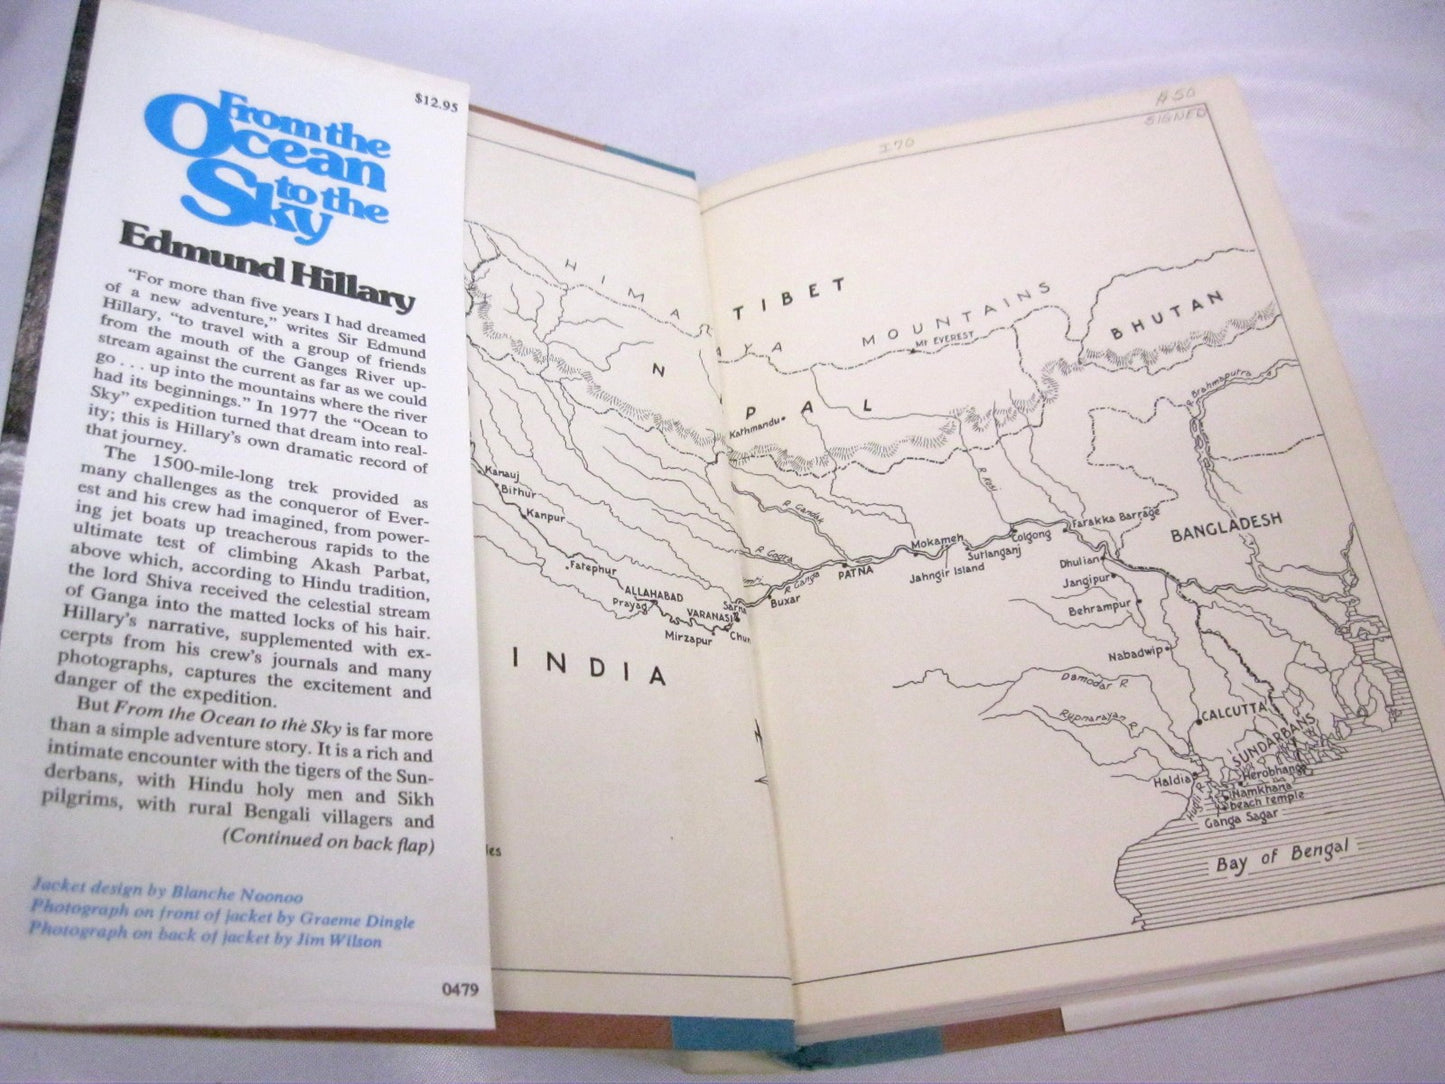 $12.95
From the
Ocean
to the
Sky
Edmund Hillary
"For more than five years I had dreamed
of a new adventure," writes Sir Edmund
Hillary, "to travel with a group of friends
from the mouth of the Ganges River up-
stream against the current as far as we could
go . . . up into the mountains where the river
had its beginnings." In 1977 the "Ocean to
Sky" expedition turned that dream into real-
ity; this is Hillary's own dramatic record of
that journey.
The 1500-mile-long trek provided as
many challenges as the conqueror of Ever-
est and his crew had imagined, from power-
ing jet boats up treacherous rapids to the
ultimate test of climbing Akash Parbat,
above which, according to Hindu tradition,
the lord Shiva received the celestial stream
of Ganga into the matted locks of his hair.
Hillary's narrative, supplemented with ex-
cerpts from his crew's journals and many
photographs, captures the excitement and
danger of the expedition.
But From the Ocean to the Sky is far more
than a simple adventure story. It is a rich and
intimate encounter with the tigers of the Sun-
derbans, with Hindu holy men and Sikh
pilgrims, with rural Bengali villagers and
(Continued on back flap)
Jacket design by Blanche Noonoo
Photograph on front of jacket by Graeme Dingle
Photograph on back of jacket by Jim Wilson
0479
I70
SIGNED
TIBET
HIMALAYA MOUNTAINS
Mt EVEREST
BHUTAN
NEPAL
Kathmandu
R. Brahmaputra
Kanauj
Bithur
Kanpur
R. Gandak
R. Kosi
Farakka Barrage
BANGLADESH
Mokameh
Colgong
Sultanganj
Jahngir Island
PATNA
R. Gogra
R. Ganga
Buxar
Fatephur
ALLAHABAD
Prayag
VARANASI
Mirzapur
Dhulian
Jangipur
Behrampur
Nabadwip
INDIA
Damodar R.
Rupnarayan R.
CALCUTTA
SUNDARBANS
Haldia
Hugli R.
Herobhanga
Namkhana
beach temple
Ganga Sagar
Bay of Bengal
les